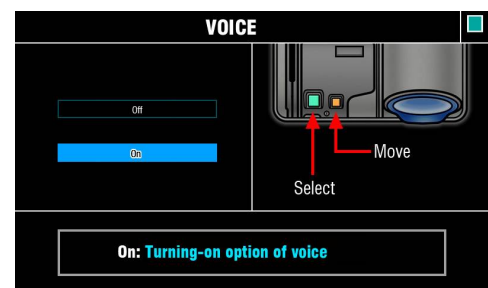 VOICE
Off
On
Move
Select
On: Turning-on option of voice